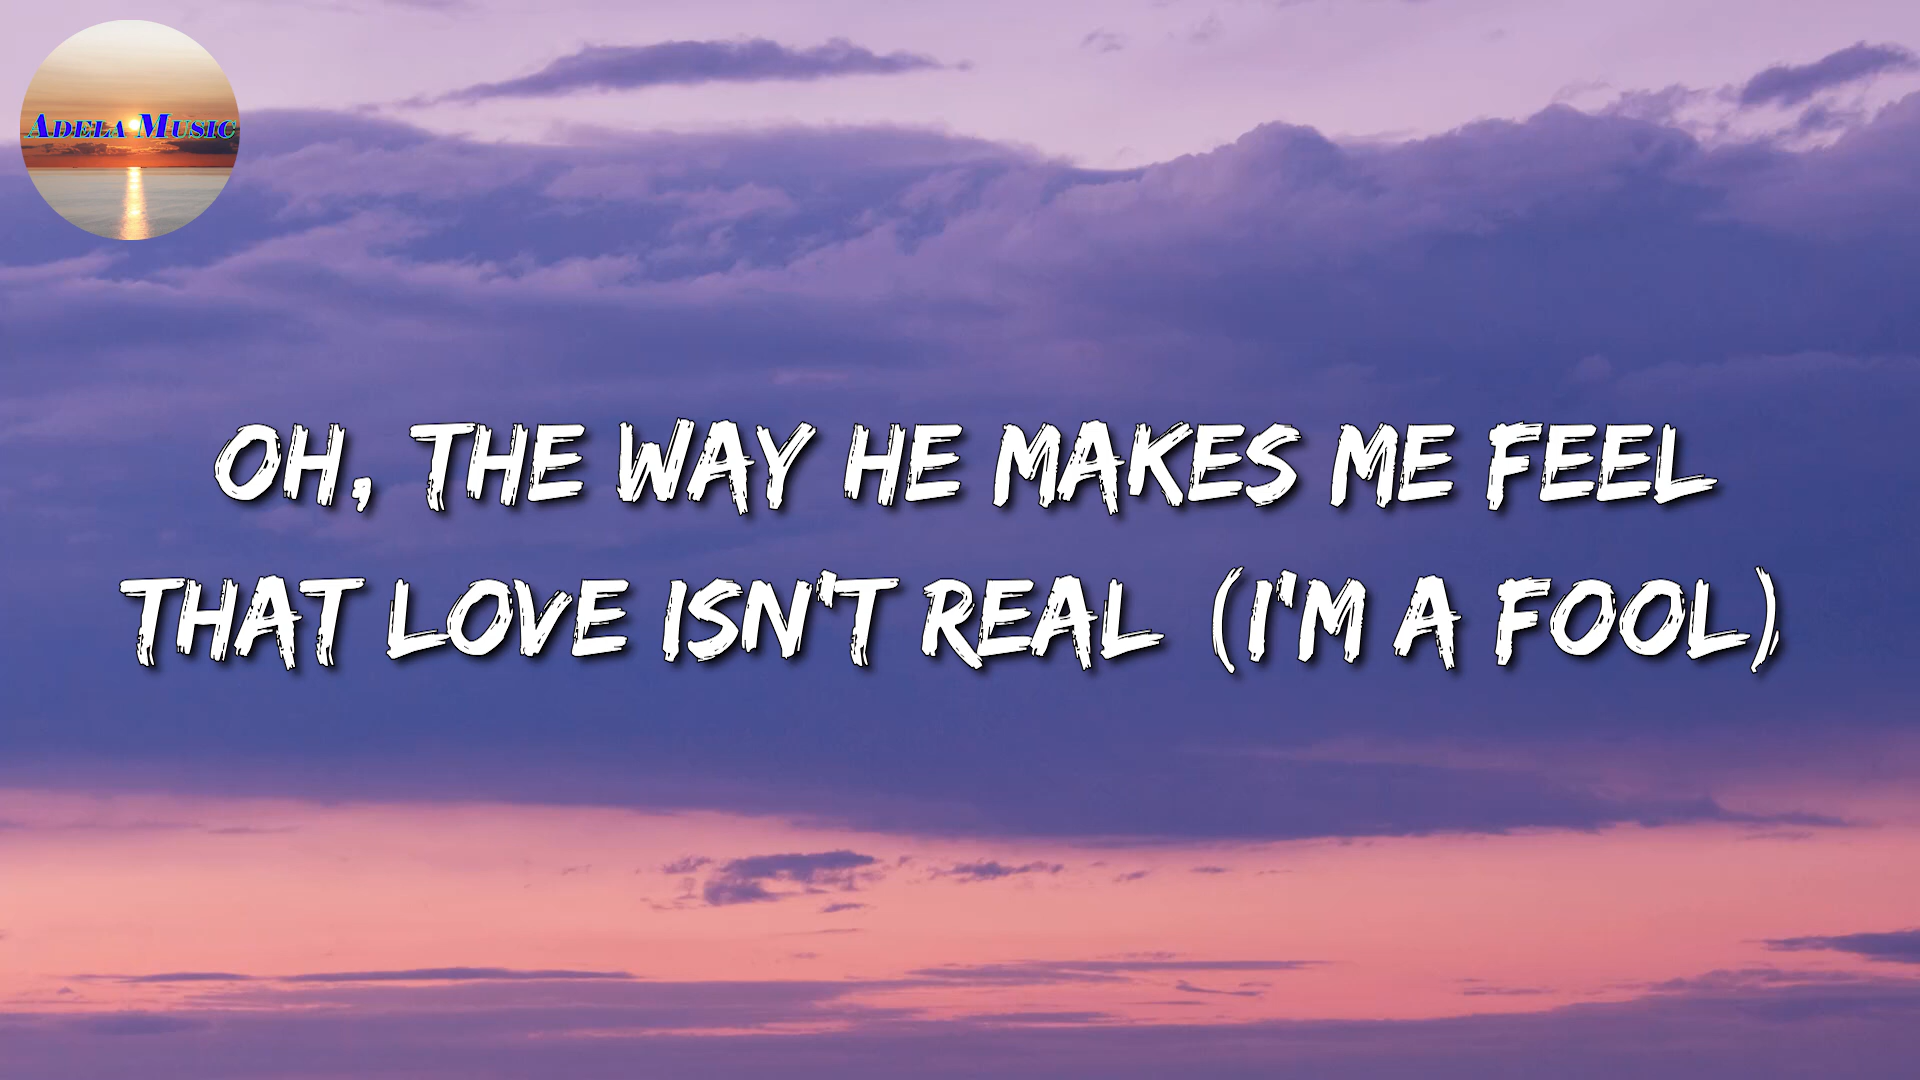 Adela Music
OH, THE WAY HE MAKES ME FEEL
THAT LOVE ISN'T REAL (I'M A FOOL)